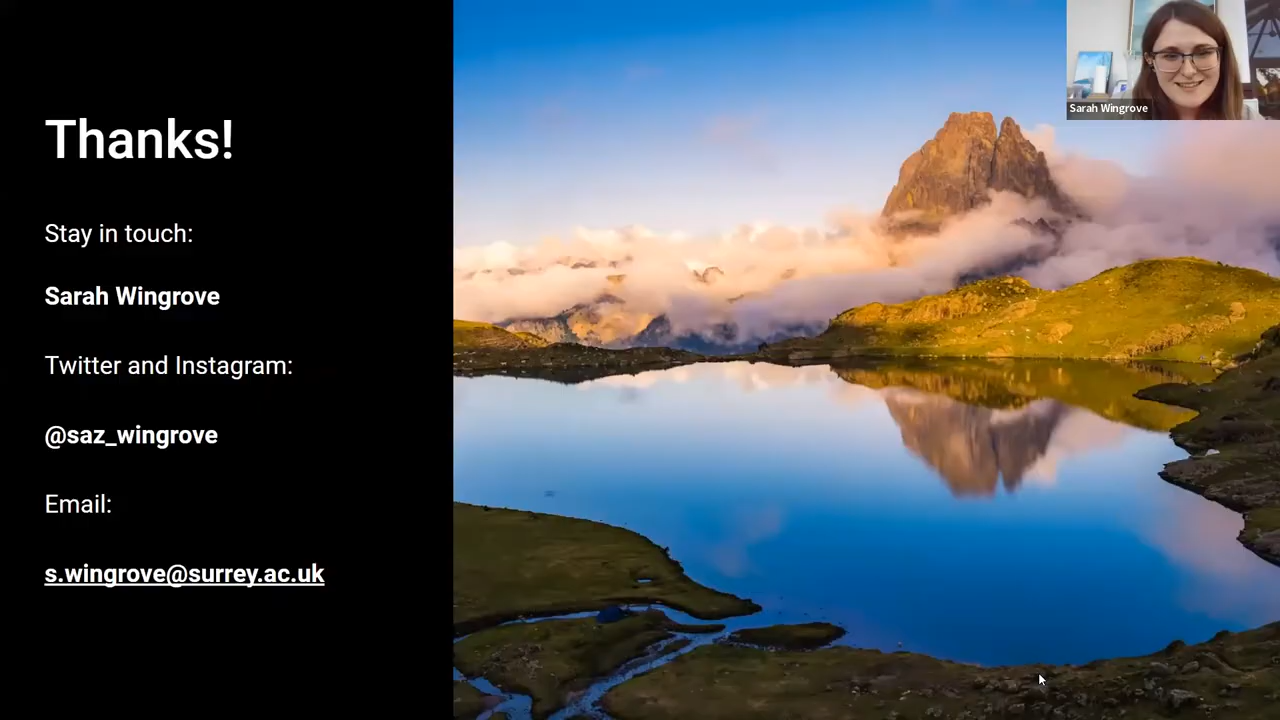 Thanks!
Stay in touch:
Sarah Wingrove
Twitter and Instagram:
@saz_wingrove
Email:
s.wingrove@surrey.ac.uk
Sarah Wingrove